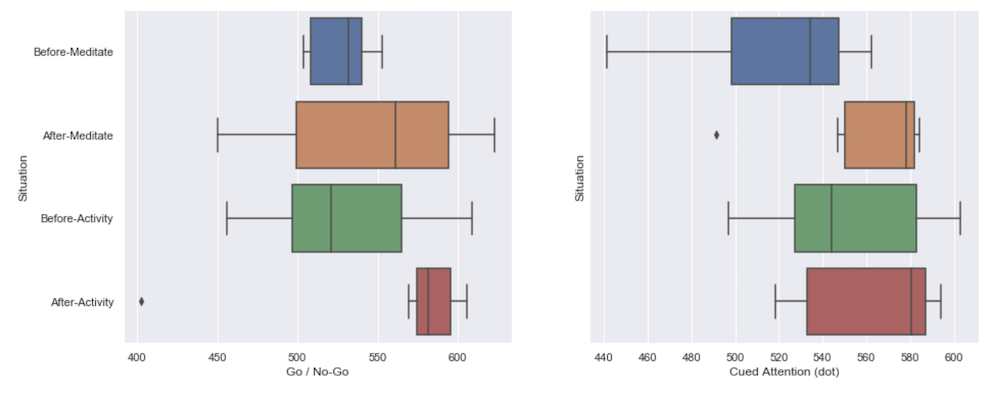 Before-Meditate
After-Meditate
Before-Activity
After-Activity
Situation
400 450 500 550 600
Go / No-Go
Situation
440 460 480 500 520 540 560 580 600
Cued Attention (dot)